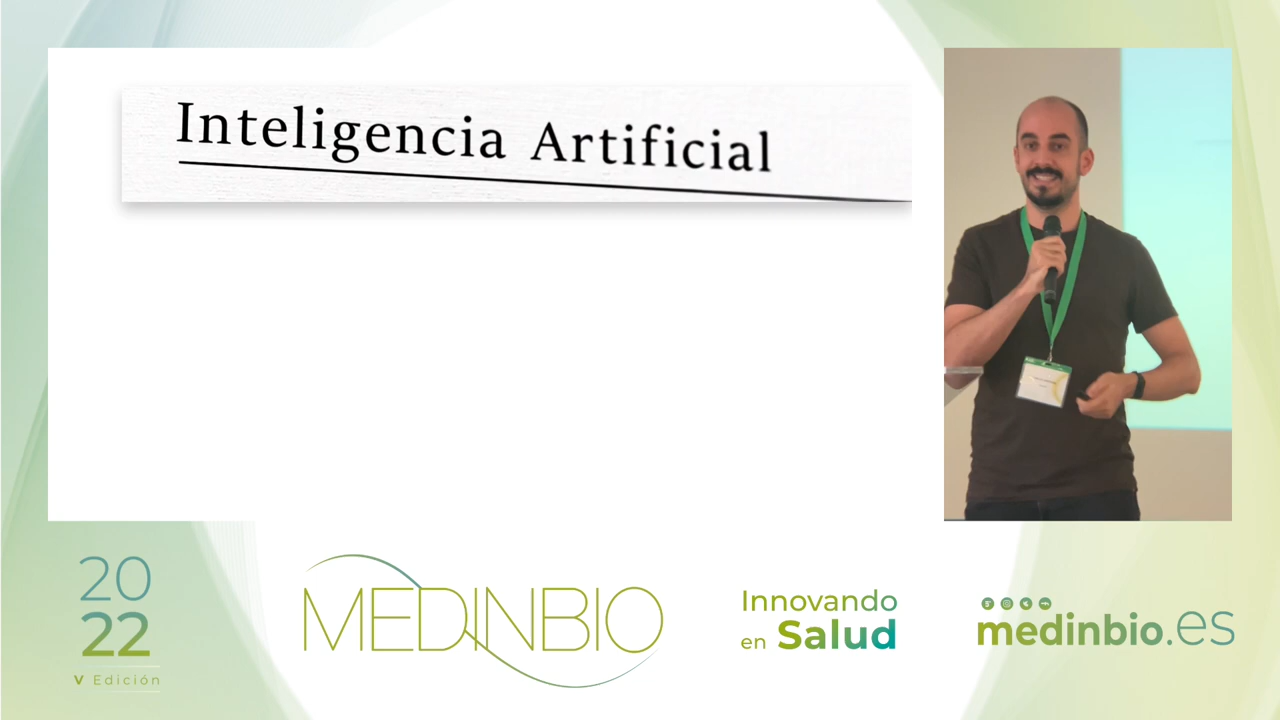 Inteligencia Artificial
20
22
V Edición
MEDINBIO
Innovando
en Salud
medinbio.es